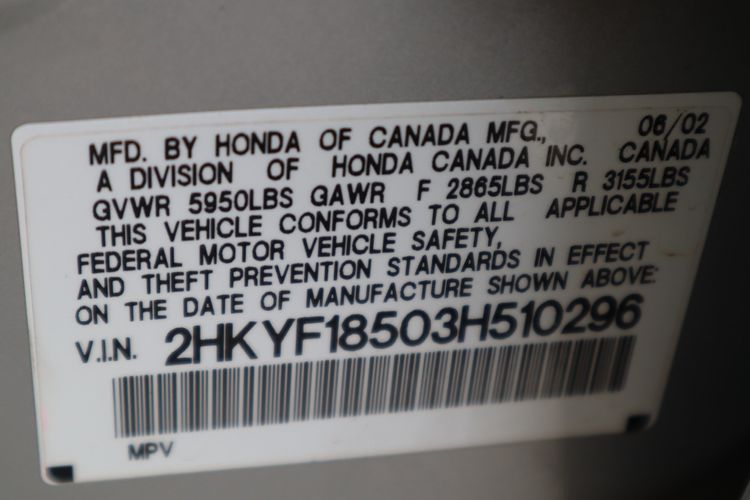 MFD. BY HONDA OF CANADA MFG., 06/02
A DIVISION OF HONDA CANADA INC. CANADA
GVWR 5950LBS GAWR F 2865LBS R 3155LBS
THIS VEHICLE CONFORMS TO ALL APPLICABLE
FEDERAL MOTOR VEHICLE SAFETY,
AND THEFT PREVENTION STANDARDS IN EFFECT
ON THE DATE OF MANUFACTURE SHOWN ABOVE:
V.I.N. 2HKYF18503H510296
MPV